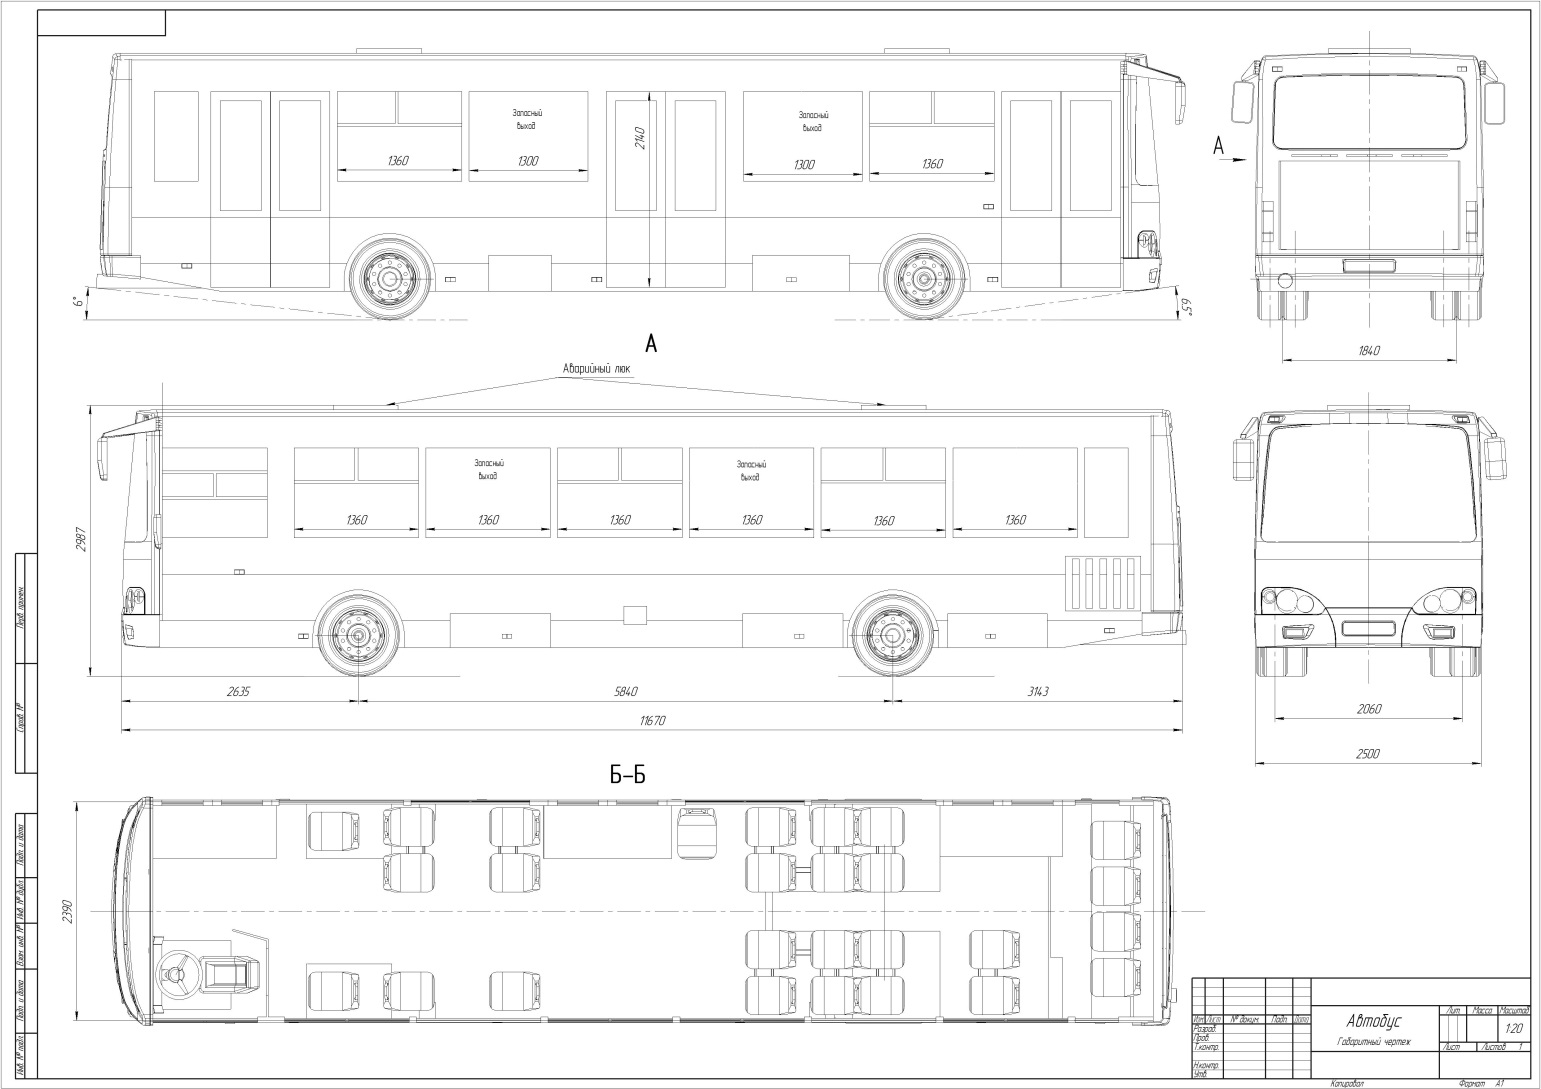 Запасный
выход
Запасный
выход
1360
1300
2140
1300
1360
6°
6,5°
А
1840
А
Аварийный люк
Запасный
выход
Запасный
выход
1360
1360
1360
1360
1360
1360
2987
2635
5840
3143
11670
2060
2500
Б-Б
2390
Перв. примен.
Справ. №
Подп. и дата
Инв. № дубл.
Взам. инв. №
Подп. и дата
Инв. № подл.
Изм. Лист № докум. Подп. Дата
Разраб.
Пров.
Т.контр.
Н.контр.
Утв.
Автобус
Габаритный чертеж
Лит. Масса Масштаб
1:20
Лист Листов 1
Копировал Формат А1